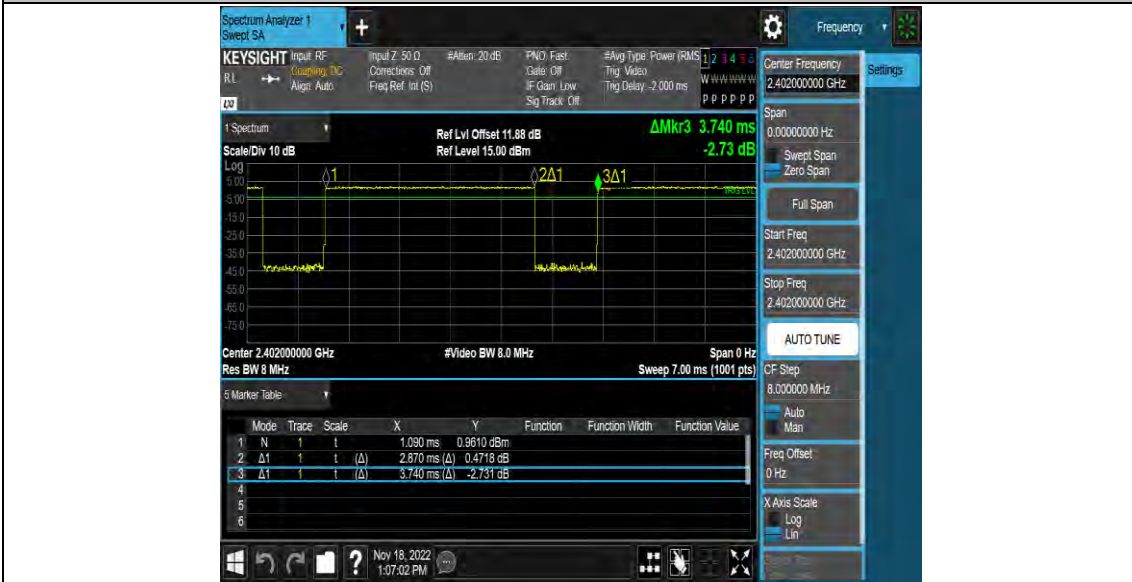 Spectrum Analyzer 1
Swept SA
+
Frequency
KEYSIGHT
RL
LXI
Input: RF
Coupling: DC
Align: Auto
Input Z: 50 Ω
Corrections: Off
Freq Ref: Int (S)
#Atten: 20 dB
PNO: Fast
Gate: Off
IF Gain: Low
Sig Track: Off
#Avg Type: Power (RMS
Trig: Video
Trig Delay: -2.000 ms
1 2 3 4 5 6
W W W W W W
P P P P P P
1 Spectrum
Scale/Div 10 dB
Ref Lvl Offset 11.88 dB
Ref Level 15.00 dBm
ΔMkr3 3.740 ms
-2.73 dB
Log
◊1
◊2Δ1
3Δ1
TRIG LVL
5.00
-5.00
-15.0
-25.0
-35.0
-45.0
-55.0
-65.0
-75.0
Center 2.402000000 GHz
#Video BW 8.0 MHz
Span 0 Hz
Res BW 8 MHz
Sweep 7.00 ms (1001 pts)
5 Marker Table
Mode Trace Scale X Y Function Function Width Function Value
1 N 1 t 1.090 ms 0.9610 dBm
2 Δ1 1 t (Δ) 2.870 ms (Δ) 0.4718 dB
3 Δ1 1 t (Δ) 3.740 ms (Δ) -2.731 dB
4
5
6
?
Nov 18, 2022
1:07:02 PM
Center Frequency
2.402000000 GHz
Settings
Span
0.00000000 Hz
Swept Span
Zero Span
Full Span
Start Freq
2.402000000 GHz
Stop Freq
2.402000000 GHz
AUTO TUNE
CF Step
8.000000 MHz
Auto
Man
Freq Offset
0 Hz
X Axis Scale
Log
Lin